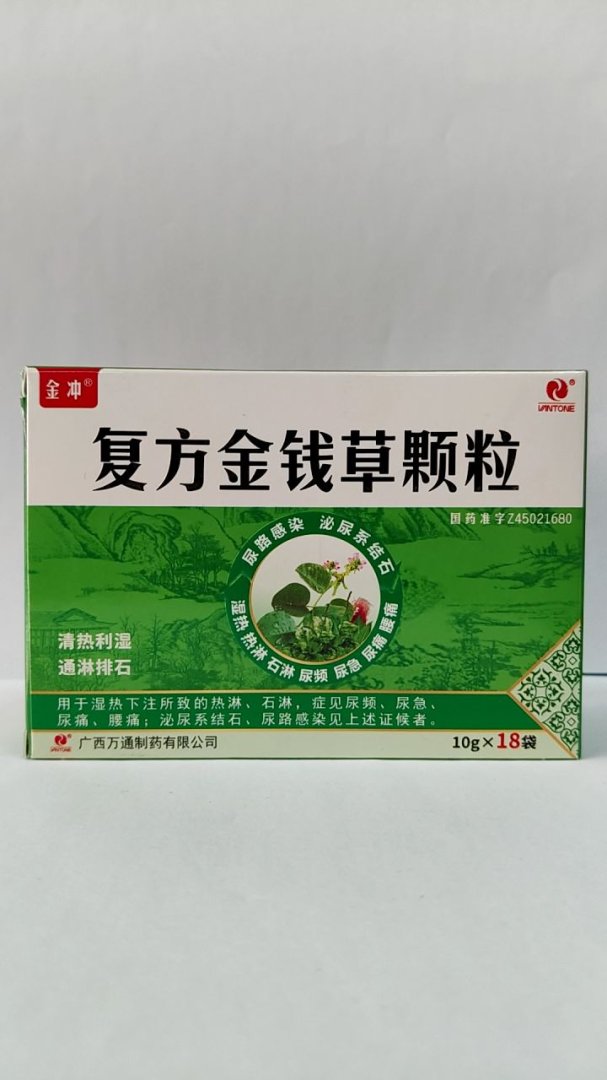 金冲®
VANTONE®
复方金钱草颗粒
国药准字Z45021680
尿路感染 泌尿系结石
湿热 热淋 石淋 尿频 尿急 尿痛 腰痛
清热利湿
通淋排石
用于湿热下注所致的热淋、石淋，症见尿频、尿急、
尿痛、腰痛；泌尿系结石、尿路感染见上述证候者。
VANTONE 广西万通制药有限公司
10g×18袋